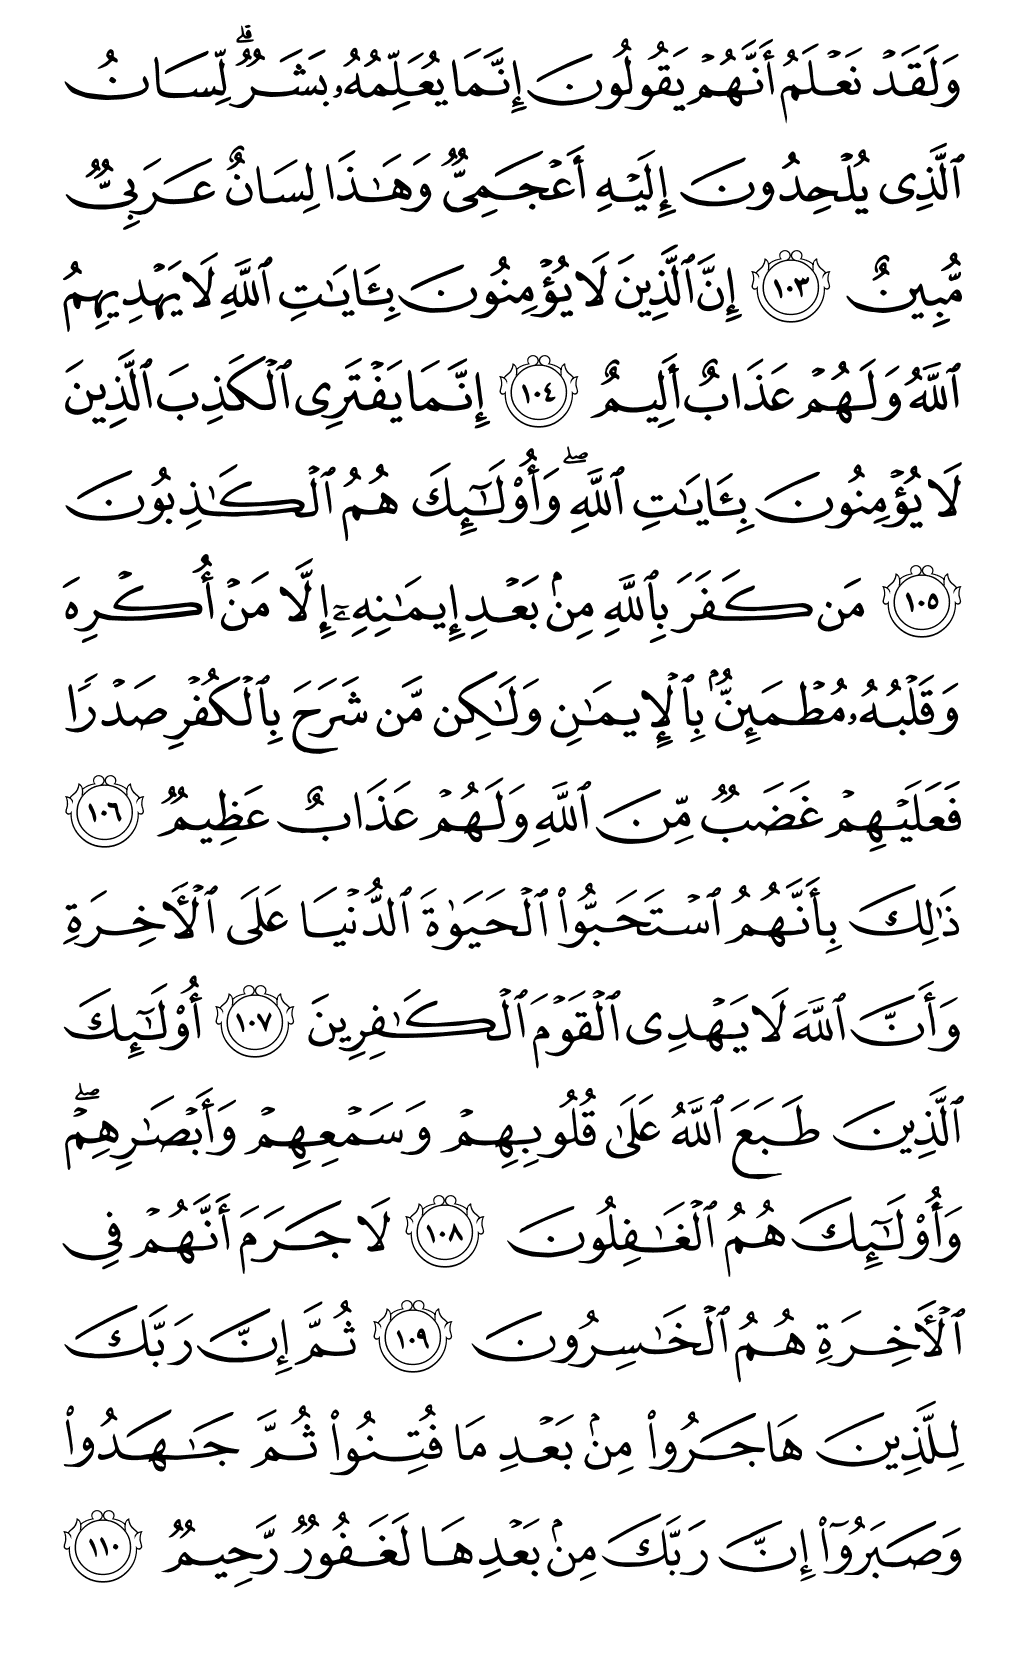 وَلَقَدۡ نَعۡلَمُ أَنَّهُمۡ يَقُولُونَ إِنَّمَا يُعَلِّمُهُۥ بَشَرٞۗ لِّسَانُ
ٱلَّذِي يُلۡحِدُونَ إِلَيۡهِ أَعۡجَمِيّٞ وَهَٰذَا لِسَانٌ عَرَبِيّٞ
مُّبِينٌ ١٠٣ إِنَّ ٱلَّذِينَ لَا يُؤۡمِنُونَ بِـَٔايَٰتِ ٱللَّهِ لَا يَهۡدِيهِمُ
ٱللَّهُ وَلَهُمۡ عَذَابٌ أَلِيمٌ ١٠٤ إِنَّمَا يَفۡتَرِي ٱلۡكَذِبَ ٱلَّذِينَ
لَا يُؤۡمِنُونَ بِـَٔايَٰتِ ٱللَّهِۖ وَأُوْلَٰٓئِكَ هُمُ ٱلۡكَٰذِبُونَ
١٠٥ مَن كَفَرَ بِٱللَّهِ مِنۢ بَعۡدِ إِيمَٰنِهِۦٓ إِلَّا مَنۡ أُكۡرِهَ
وَقَلۡبُهُۥ مُطۡمَئِنُّۢ بِٱلۡإِيمَٰنِ وَلَٰكِن مَّن شَرَحَ بِٱلۡكُفۡرِ صَدۡرٗا
فَعَلَيۡهِمۡ غَضَبٞ مِّنَ ٱللَّهِ وَلَهُمۡ عَذَابٌ عَظِيمٞ ١٠٦
ذَٰلِكَ بِأَنَّهُمُ ٱسۡتَحَبُّواْ ٱلۡحَيَوٰةَ ٱلدُّنۡيَا عَلَى ٱلۡأٓخِرَةِ
وَأَنَّ ٱللَّهَ لَا يَهۡدِي ٱلۡقَوۡمَ ٱلۡكَٰفِرِينَ ١٠٧ أُوْلَٰٓئِكَ
ٱلَّذِينَ طَبَعَ ٱللَّهُ عَلَىٰ قُلُوبِهِمۡ وَسَمۡعِهِمۡ وَأَبۡصَٰرِهِمۡۖ
وَأُوْلَٰٓئِكَ هُمُ ٱلۡغَٰفِلُونَ ١٠٨ لَا جَرَمَ أَنَّهُمۡ فِي
ٱلۡأٓخِرَةِ هُمُ ٱلۡخَٰسِرُونَ ١٠٩ ثُمَّ إِنَّ رَبَّكَ
لِلَّذِينَ هَاجَرُواْ مِنۢ بَعۡدِ مَا فُتِنُواْ ثُمَّ جَٰهَدُواْ
وَصَبَرُوٓاْ إِنَّ رَبَّكَ مِنۢ بَعۡدِهَا لَغَفُورٞ رَّحِيمٞ ١١٠